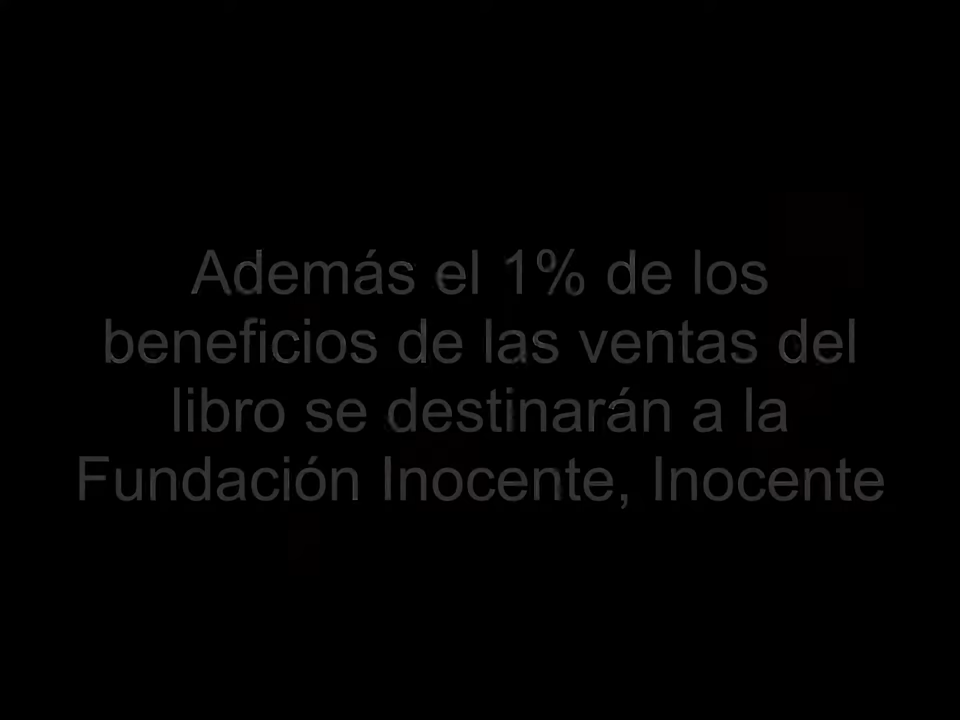 Además el 1% de los
beneficios de las ventas del
libro se destinarán a la
Fundación Inocente, Inocente